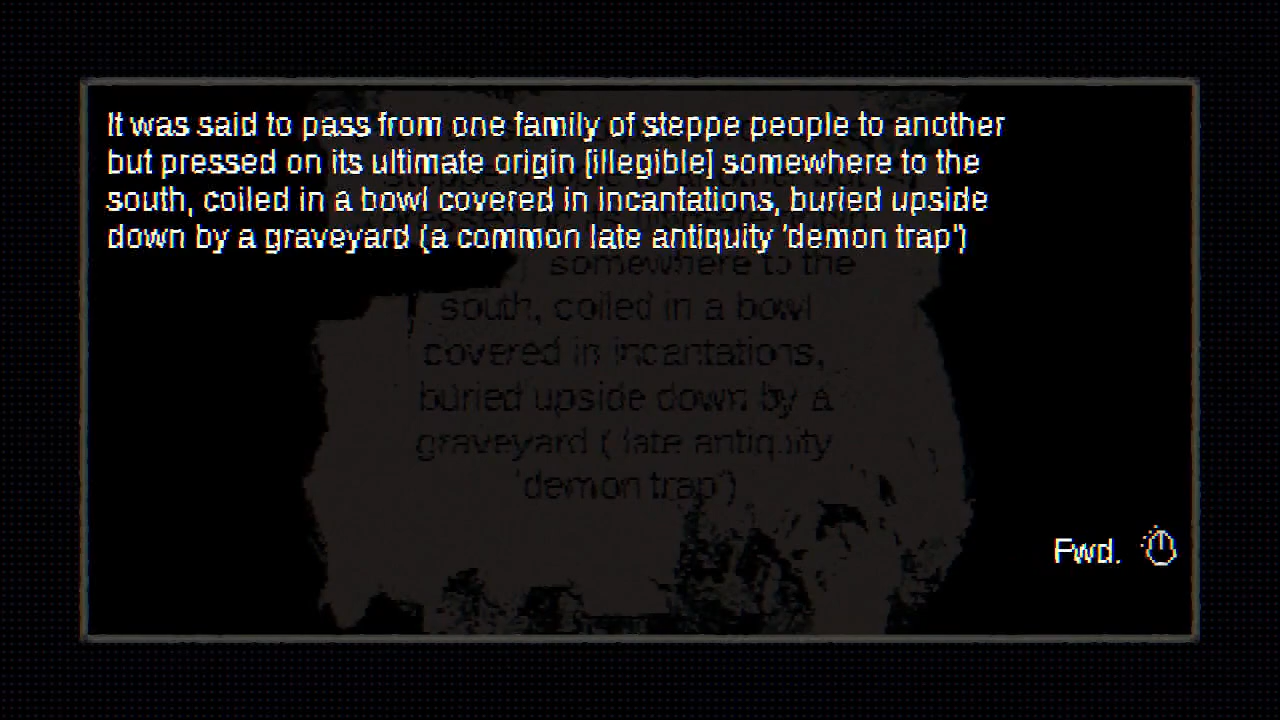 It was said to pass from one family of steppe people to another
but pressed on its ultimate origin [illegible] somewhere to the
south, coiled in a bowl covered in incantations, buried upside
down by a graveyard (a common late antiquity 'demon trap')
somewhere to the
south, coiled in a bowl
covered in incantations,
buried upside down by a
graveyard ( late antiquity
'demon trap')
Fwd.